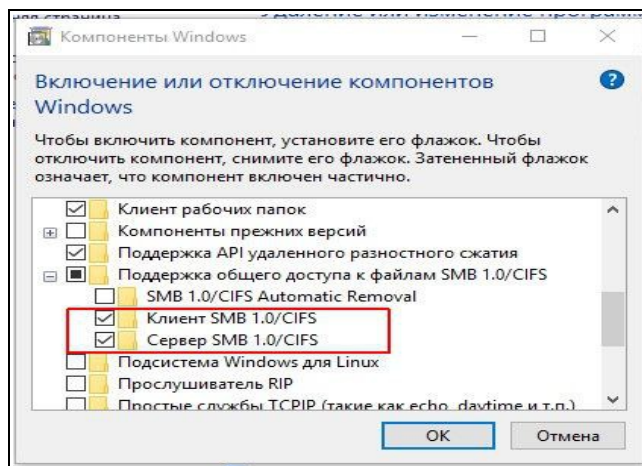 Компоненты Windows
Включение или отключение компонентов
Windows
Чтобы включить компонент, установите его флажок. Чтобы
отключить компонент, снимите его флажок. Затененный флажок
означает, что компонент включен частично.
Клиент рабочих папок
Компоненты прежних версий
Поддержка API удаленного разностного сжатия
Поддержка общего доступа к файлам SMB 1.0/CIFS
SMB 1.0/CIFS Automatic Removal
Клиент SMB 1.0/CIFS
Сервер SMB 1.0/CIFS
Подсистема Windows для Linux
Прослушиватель RIP
Простые службы TCPIP (такие как echo, daytime и т.п.)
ОК
Отмена